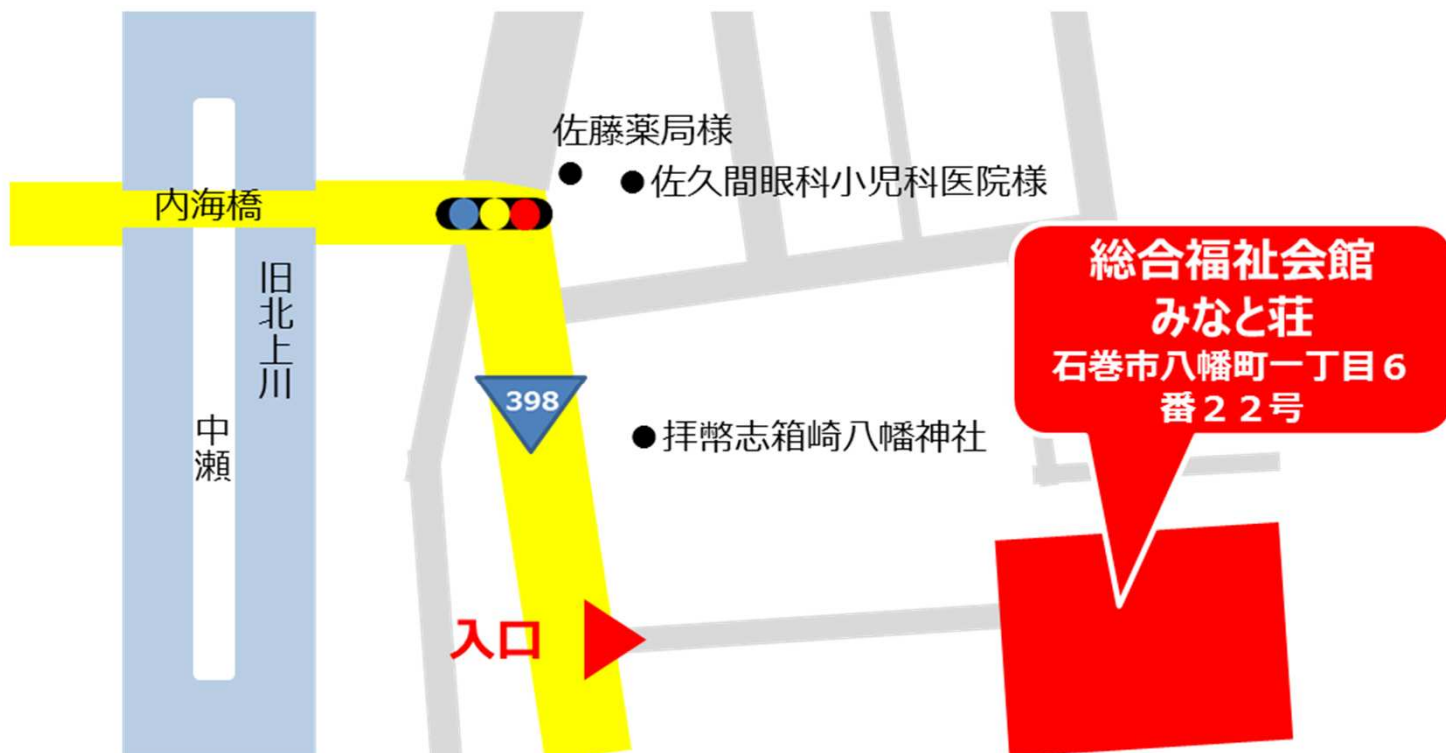 佐藤薬局様
佐久間眼科小児科医院様
内海橋
旧北上川
中瀬
総合福祉会館
みなと荘
石巻市八幡町一丁目６
番２２号
398
拝幣志箱崎八幡神社
入口